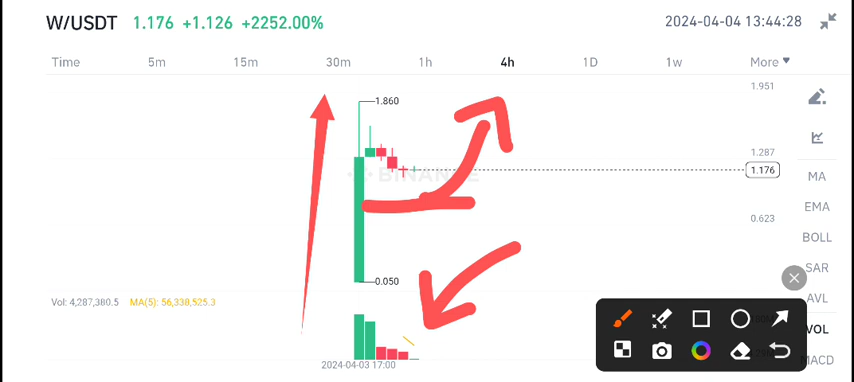 W/USDT 1.176 +1.126 +2252.00% 2024-04-04 13:44:28
Time 5m 15m 30m 1h 4h 1D 1w More
1.951
1.860
1.287
BINANCE
1.176
MA
EMA
0.623
BOLL
SAR
0.050
AVL
Vol: 4,287,380.5 MA(5): 56,338,525.3
VOL
MACD
2024-04-03 17:00